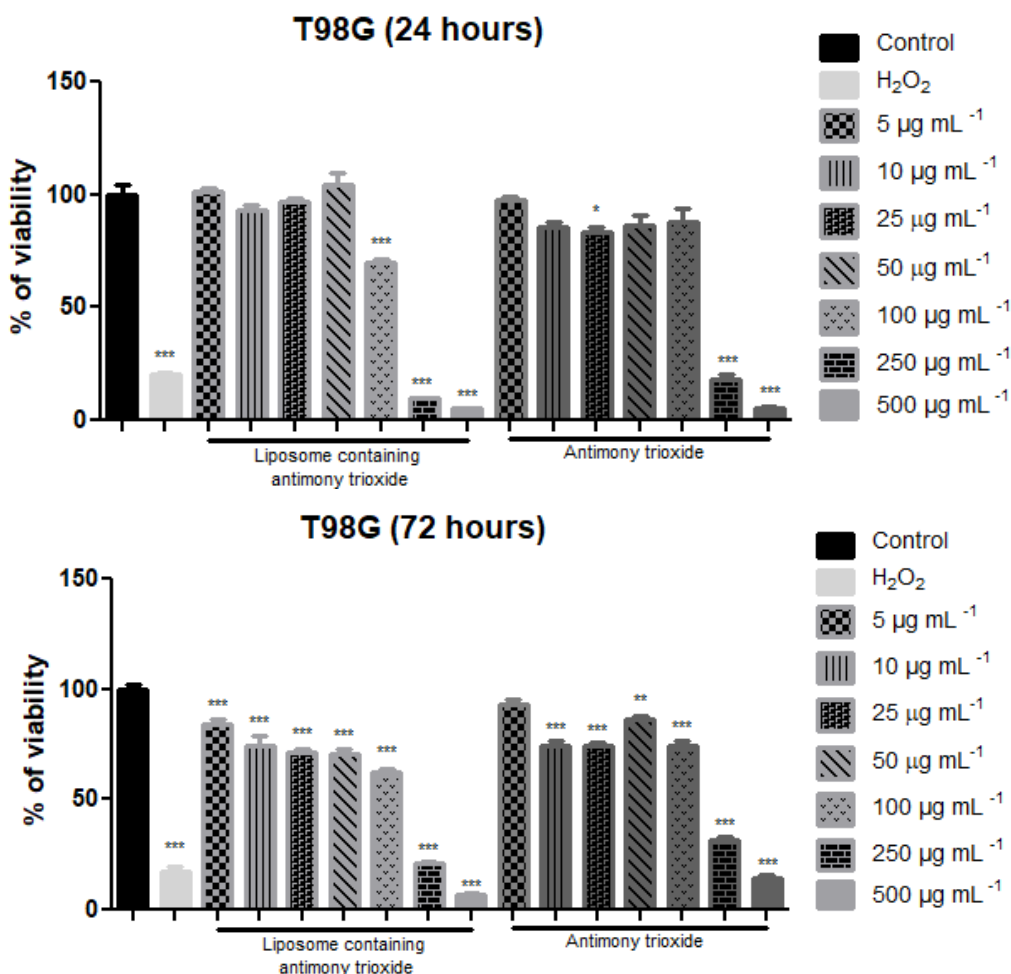 T98G (24 hours)
% of viability
150
100
50
0
***
***
***
***
*
***
***
Liposome containing
antimony trioxide
Antimony trioxide
Control
H₂O₂
5 µg mL ⁻¹
10 µg mL ⁻¹
25 µg mL⁻¹
50 µg mL⁻¹
100 µg mL⁻¹
250 µg mL⁻¹
500 µg mL⁻¹
T98G (72 hours)
% of viability
150
100
50
0
***
***
***
***
***
***
***
***
***
***
**
***
***
***
Liposome containing
antimony trioxide
Antimony trioxide
Control
H₂O₂
5 µg mL ⁻¹
10 µg mL ⁻¹
25 µg mL⁻¹
50 µg mL⁻¹
100 µg mL⁻¹
250 µg mL⁻¹
500 µg mL⁻¹